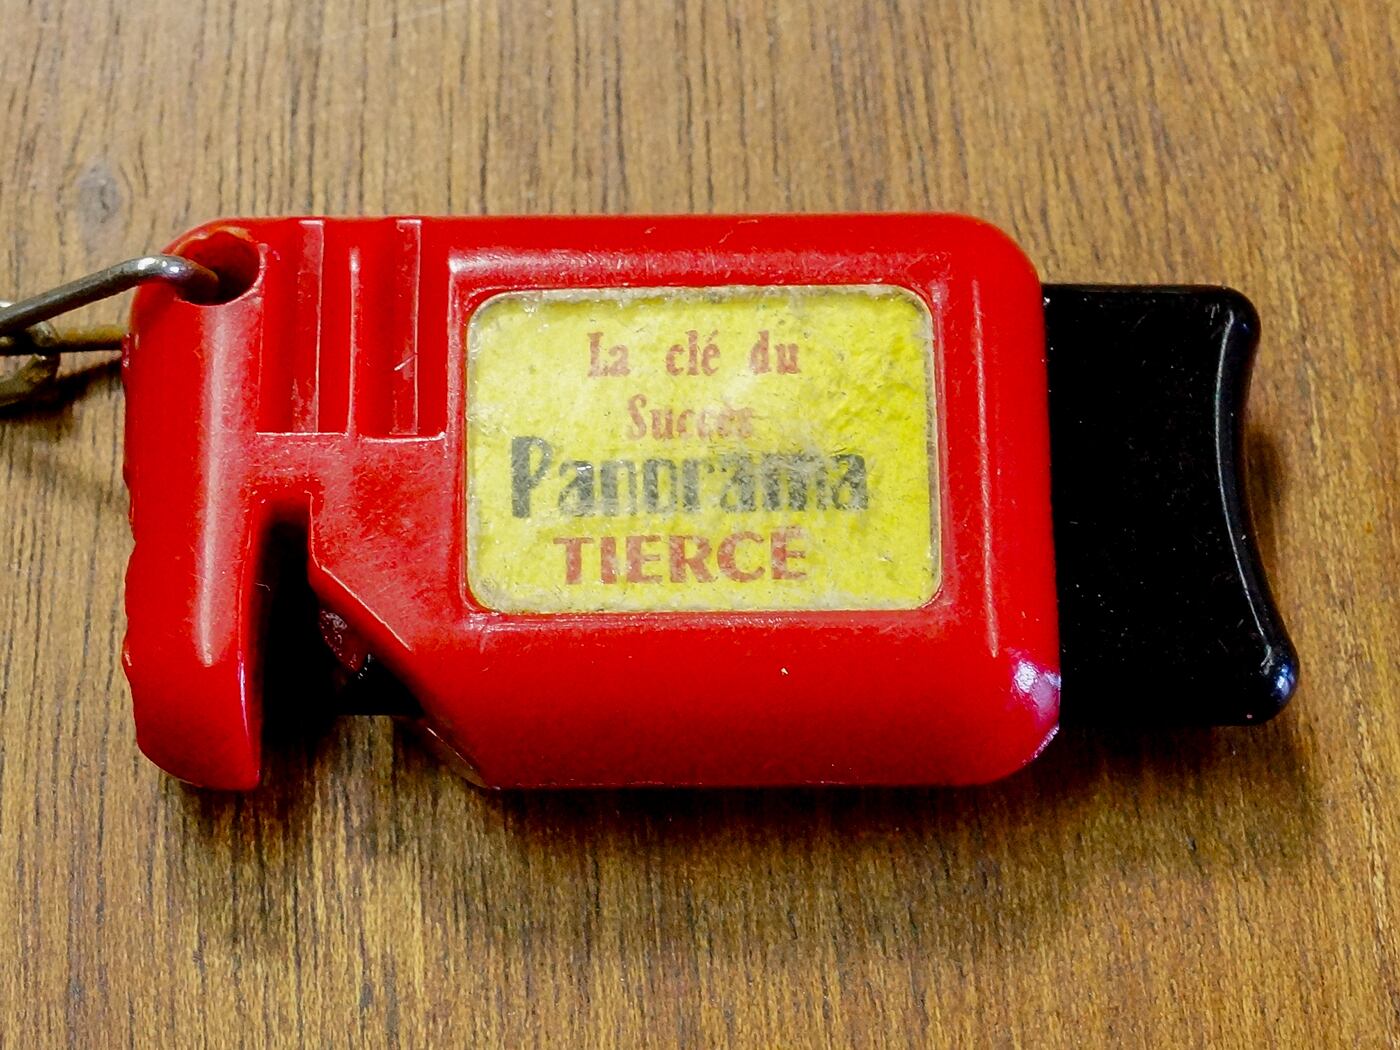 La clé du
Succès
Panorama
TIERCE